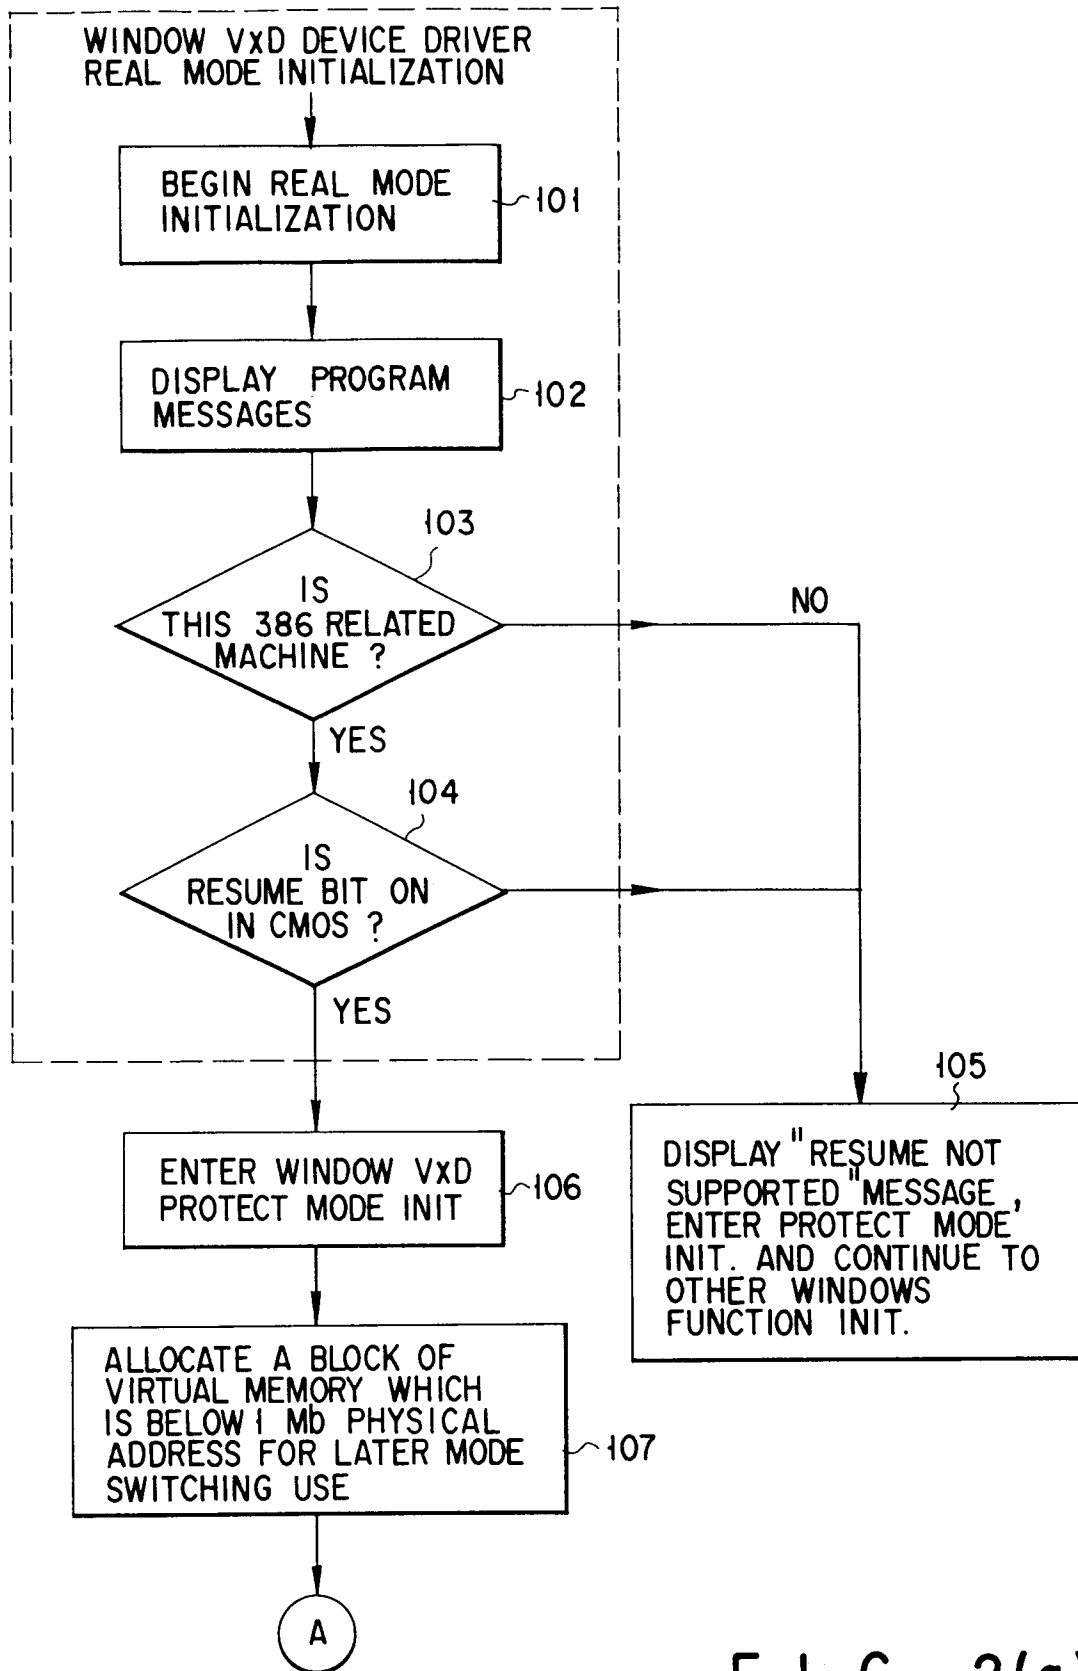 WINDOW VxD DEVICE DRIVER
REAL MODE INITIALIZATION
BEGIN REAL MODE
INITIALIZATION
101
DISPLAY PROGRAM
MESSAGES
102
103
IS
THIS 386 RELATED
MACHINE ?
NO
YES
104
IS
RESUME BIT ON
IN CMOS ?
YES
105
DISPLAY "RESUME NOT
SUPPORTED" MESSAGE,
ENTER PROTECT MODE
INIT. AND CONTINUE TO
OTHER WINDOWS
FUNCTION INIT.
ENTER WINDOW VxD
PROTECT MODE INIT
106
ALLOCATE A BLOCK OF
VIRTUAL MEMORY WHICH
IS BELOW 1 Mb PHYSICAL
ADDRESS FOR LATER MODE
SWITCHING USE
107
A